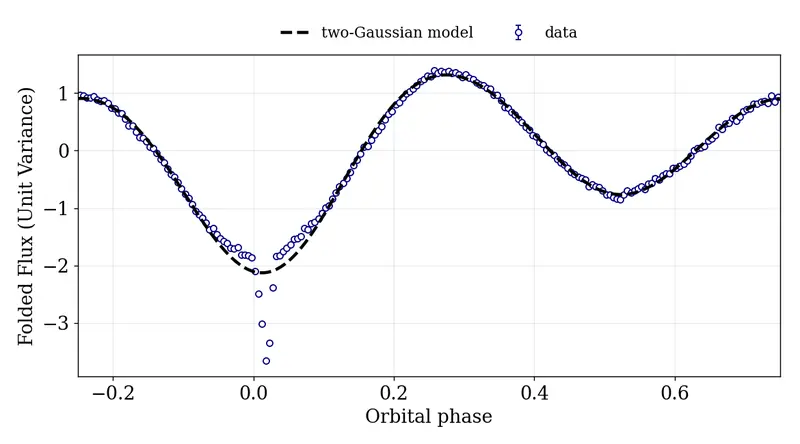 two-Gaussian model
data
Folded Flux (Unit Variance)
1
0
−1
−2
−3
−0.2
0.0
0.2
0.4
0.6
Orbital phase